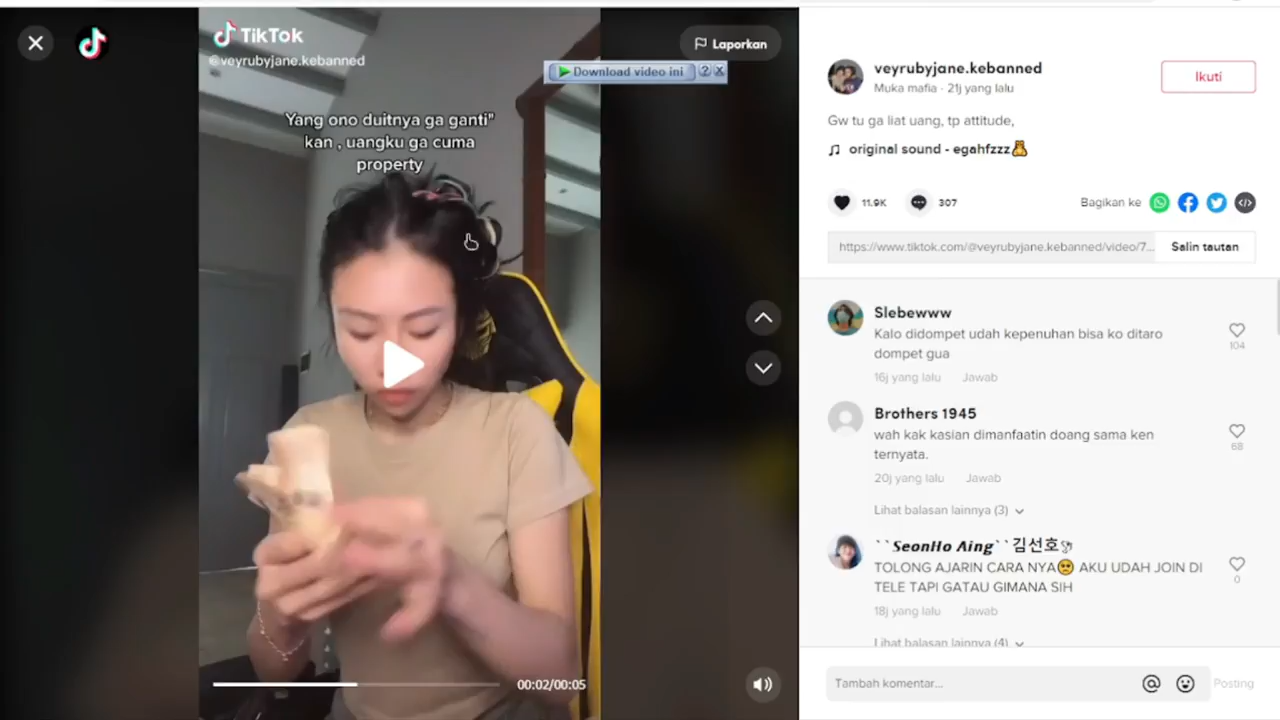 TikTok
@veyrubyjane.kebanned
Laporkan
Download video ini ? X
Yang ono duitnya ga ganti"
kan , uangku ga cuma
property
00:02/00:05
veyrubyjane.kebanned
Muka mafia · 21j yang lalu
Ikuti
Gw tu ga liat uang, tp attitude,
original sound - egahfzzz🧸
11.9K
307
Bagikan ke
https://www.tiktok.com/@veyrubyjane.kebanned/video/7...
Salin tautan
Slebewww
Kalo didompet udah kepenuhan bisa ko ditaro
dompet gua
104
16j yang lalu Jawab
Brothers 1945
wah kak kasian dimanfaatin doang sama ken
ternyata.
68
20j yang lalu Jawab
Lihat balasan lainnya (3)
``SeonHo Aing``김선호
TOLONG AJARIN CARA NYA🥺 AKU UDAH JOIN DI
TELE TAPI GATAU GIMANA SIH
0
18j yang lalu Jawab
Lihat balasan lainnya (4)
Tambah komentar...
Posting